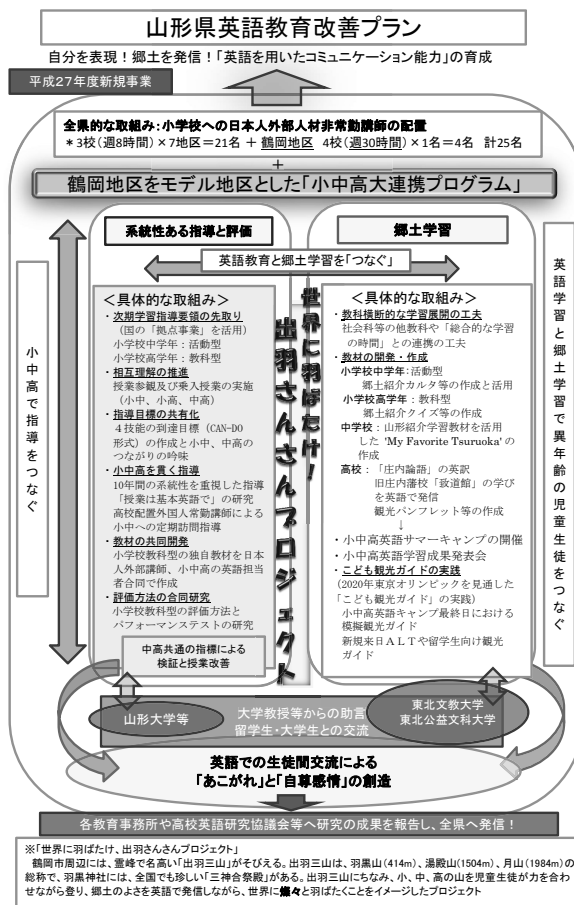 山形県英語教育改善プラン
自分を表現！郷土を発信！「英語を用いたコミュニケーション能力」の育成
平成27年度新規事業
全県的な取組み：小学校への日本人外部人材非常勤講師の配置
＊3校（週8時間）×7地区＝21名 ＋ 鶴岡地区 4校（週30時間）×1名＝4名 計25名
＋
鶴岡地区をモデル地区とした「小中高大連携プログラム」
系統性ある指導と評価
郷土学習
英語教育と郷土学習を「つなぐ」
小中高で指導をつなぐ
＜具体的な取組み＞
・次期学習指導要領の先取り
（国の「拠点事業」を活用）
小学校中学年：活動型
小学校高学年：教科型
・相互理解の推進
授業参観及び乗入授業の実施
（小中、小高、中高）
・指導目標の共有化
４技能の到達目標（CAN-DO
形式）の作成と小中、中高の
つながりの吟味
・小中高を貫く指導
10年間の系統性を重視した指導
「授業は基本英語で」の研究
高校配置外国人常勤講師による
小中への定期訪問指導
・教材の共同開発
小学校教科型の独自教材を日本
人外部講師、小中高の英語担当
者合同で作成
・評価方法の合同研究
小学校教科型の評価方法と
パフォーマンステストの研究
中高共通の指標による
検証と授業改善
世界に羽ばたけ！
出羽さんさんプロジェクト
＜具体的な取組み＞
・教科横断的な学習展開の工夫
社会科等の他教科や「総合的な学習
の時間」との連携の工夫
・教材の開発・作成
小学校中学年：活動型
郷土紹介カルタ等の作成と活用
小学校高学年：教科型
郷土紹介クイズ等の作成
中学校：山形紹介学習教材を活用
した 'My Favorite Tsuruoka' の
作成
高校：「庄内論語」の英訳
旧庄内藩校「致道館」の学び
を英語で発信
観光パンフレット等の作成
↓
・小中高英語サマーキャンプの開催
・小中高英語学習成果発表会
・こども観光ガイドの実践
（2020年東京オリンピックを見通した
「こども観光ガイド」の実践）
小中高英語キャンプ最終日における
模擬観光ガイド
新規来日ＡＬＴや留学生向け観光
ガイド
英語学習と郷土学習で異年齢の児童生徒をつなぐ
山形大学等
大学教授等からの助言
留学生・大学生との交流
東北文教大学
東北公益文科大学
英語での生徒間交流による
「あこがれ」と「自尊感情」の創造
各教育事務所や高校英語研究協議会等へ研究の成果を報告し、全県へ発信！
※「世界に羽ばたけ、出羽さんさんプロジェクト」
鶴岡市周辺には、霊峰で名高い「出羽三山」がそびえる。出羽三山は、羽黒山（414m）、湯殿山（1504m）、月山（1984m）の
総称で、羽黒神社には、全国でも珍しい「三神合祭殿」がある。出羽三山にちなみ、小、中、高の山を児童生徒が力を合わ
せながら登り、郷土のよさを英語で発信しながら、世界に燦々と羽ばたくことをイメージしたプロジェクト